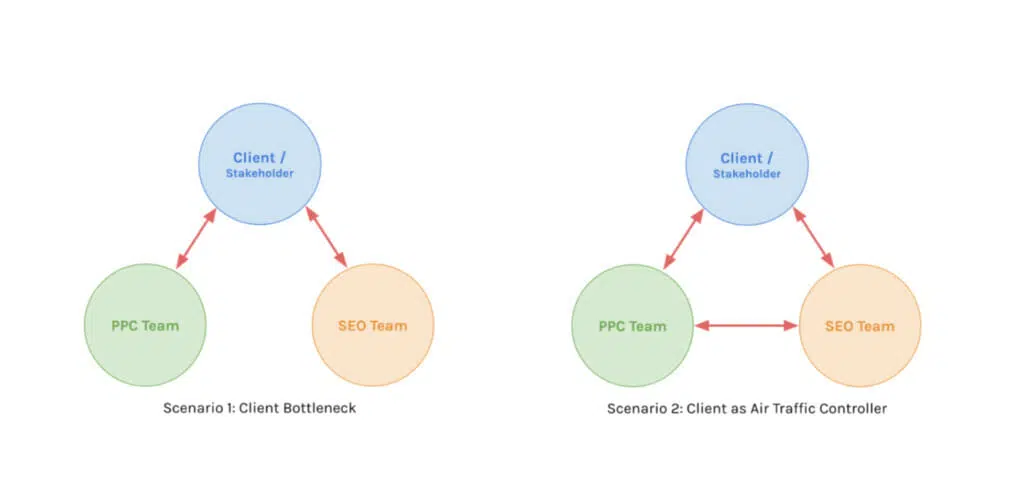 Client /
Stakeholder
PPC Team
SEO Team
Scenario 1: Client Bottleneck
Client /
Stakeholder
PPC Team
SEO Team
Scenario 2: Client as Air Traffic Controller